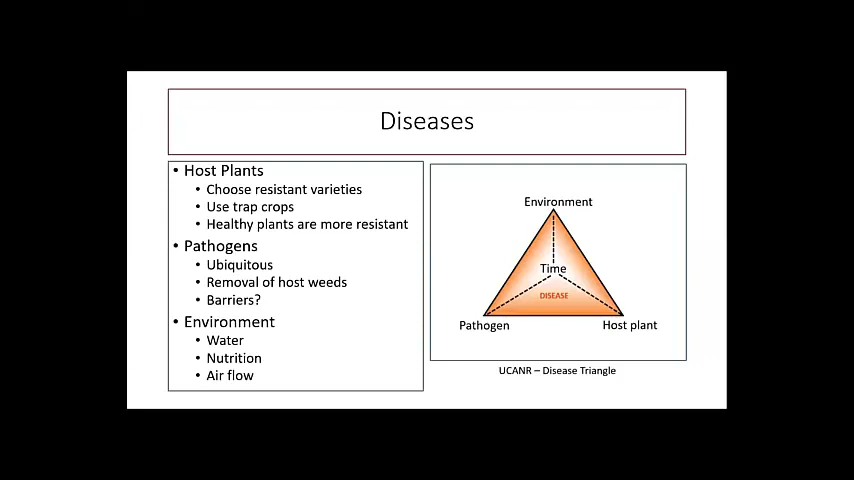 Diseases
• Host Plants
• Choose resistant varieties
• Use trap crops
• Healthy plants are more resistant
• Pathogens
• Ubiquitous
• Removal of host weeds
• Barriers?
• Environment
• Water
• Nutrition
• Air flow
Environment
Time
DISEASE
Pathogen
Host plant
UCANR – Disease Triangle